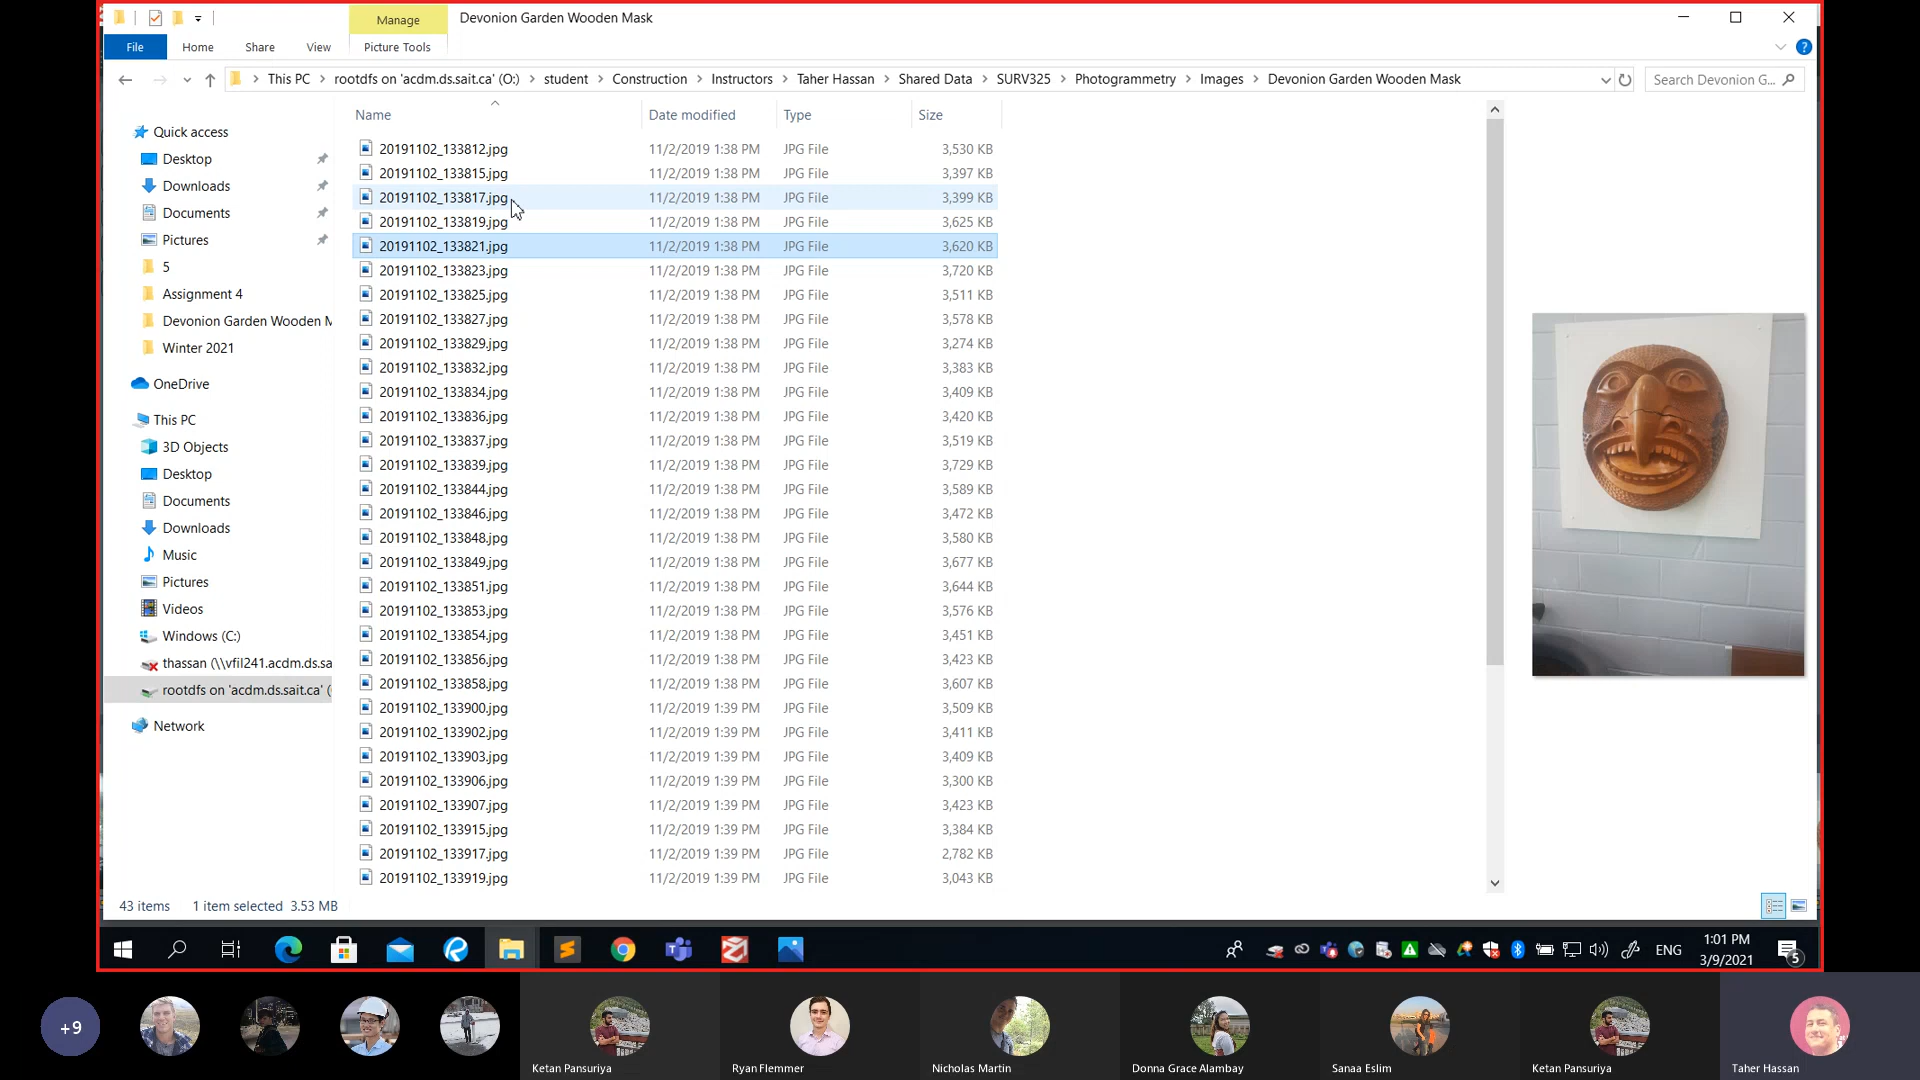 Manage
Devonion Garden Wooden Mask
File
Home
Share
View
Picture Tools
This PC > rootdfs on 'acdm.ds.sait.ca' (O:) > student > Construction > Instructors > Taher Hassan > Shared Data > SURV325 > Photogrammetry > Images > Devonion Garden Wooden Mask
Search Devonion G...
Name Date modified Type Size
Quick access
Desktop
Downloads
Documents
Pictures
5
Assignment 4
Devonion Garden Wooden M
Winter 2021
OneDrive
This PC
3D Objects
Desktop
Documents
Downloads
Music
Pictures
Videos
Windows (C:)
thassan (\\vfil241.acdm.ds.sa
rootdfs on 'acdm.ds.sait.ca' (
Network
20191102_133812.jpg 11/2/2019 1:38 PM JPG File 3,530 KB
20191102_133815.jpg 11/2/2019 1:38 PM JPG File 3,397 KB
20191102_133817.jpg 11/2/2019 1:38 PM JPG File 3,399 KB
20191102_133819.jpg 11/2/2019 1:38 PM JPG File 3,625 KB
20191102_133821.jpg 11/2/2019 1:38 PM JPG File 3,620 KB
20191102_133823.jpg 11/2/2019 1:38 PM JPG File 3,720 KB
20191102_133825.jpg 11/2/2019 1:38 PM JPG File 3,511 KB
20191102_133827.jpg 11/2/2019 1:38 PM JPG File 3,578 KB
20191102_133829.jpg 11/2/2019 1:38 PM JPG File 3,274 KB
20191102_133832.jpg 11/2/2019 1:38 PM JPG File 3,383 KB
20191102_133834.jpg 11/2/2019 1:38 PM JPG File 3,409 KB
20191102_133836.jpg 11/2/2019 1:38 PM JPG File 3,420 KB
20191102_133837.jpg 11/2/2019 1:38 PM JPG File 3,519 KB
20191102_133839.jpg 11/2/2019 1:38 PM JPG File 3,729 KB
20191102_133844.jpg 11/2/2019 1:38 PM JPG File 3,589 KB
20191102_133846.jpg 11/2/2019 1:38 PM JPG File 3,472 KB
20191102_133848.jpg 11/2/2019 1:38 PM JPG File 3,580 KB
20191102_133849.jpg 11/2/2019 1:38 PM JPG File 3,677 KB
20191102_133851.jpg 11/2/2019 1:38 PM JPG File 3,644 KB
20191102_133853.jpg 11/2/2019 1:38 PM JPG File 3,576 KB
20191102_133854.jpg 11/2/2019 1:38 PM JPG File 3,451 KB
20191102_133856.jpg 11/2/2019 1:38 PM JPG File 3,423 KB
20191102_133858.jpg 11/2/2019 1:38 PM JPG File 3,607 KB
20191102_133900.jpg 11/2/2019 1:39 PM JPG File 3,509 KB
20191102_133902.jpg 11/2/2019 1:39 PM JPG File 3,411 KB
20191102_133903.jpg 11/2/2019 1:39 PM JPG File 3,409 KB
20191102_133906.jpg 11/2/2019 1:39 PM JPG File 3,300 KB
20191102_133907.jpg 11/2/2019 1:39 PM JPG File 3,423 KB
20191102_133915.jpg 11/2/2019 1:39 PM JPG File 3,384 KB
20191102_133917.jpg 11/2/2019 1:39 PM JPG File 2,782 KB
20191102_133919.jpg 11/2/2019 1:39 PM JPG File 3,043 KB
43 items 1 item selected 3.53 MB
ENG
1:01 PM
3/9/2021
5
+9
Ketan Pansuriya
Ryan Flemmer
Nicholas Martin
Donna Grace Alambay
Sanaa Eslim
Ketan Pansuriya
Taher Hassan